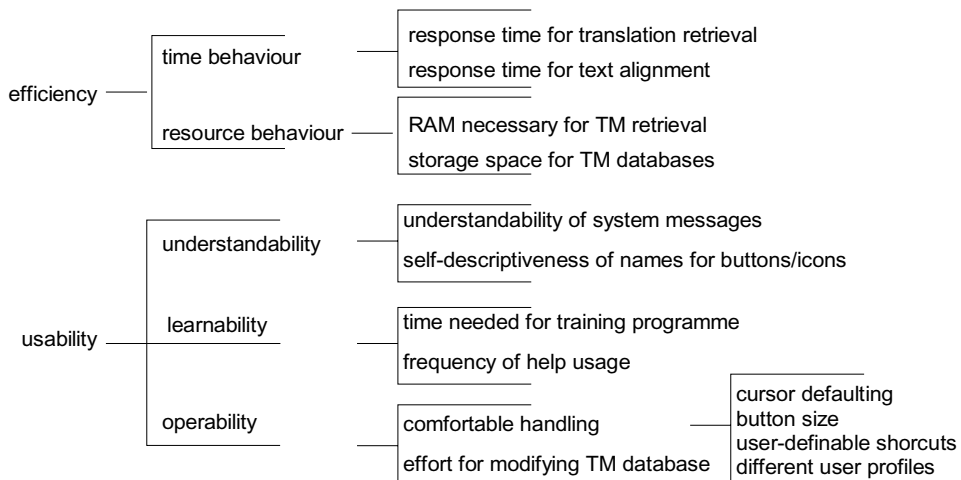 efficiency
time behaviour
response time for translation retrieval
response time for text alignment
resource behaviour
RAM necessary for TM retrieval
storage space for TM databases
usability
understandability
understandability of system messages
self-descriptiveness of names for buttons/icons
learnability
time needed for training programme
frequency of help usage
operability
comfortable handling
cursor defaulting
button size
user-definable shorcuts
different user profiles
effort for modifying TM database